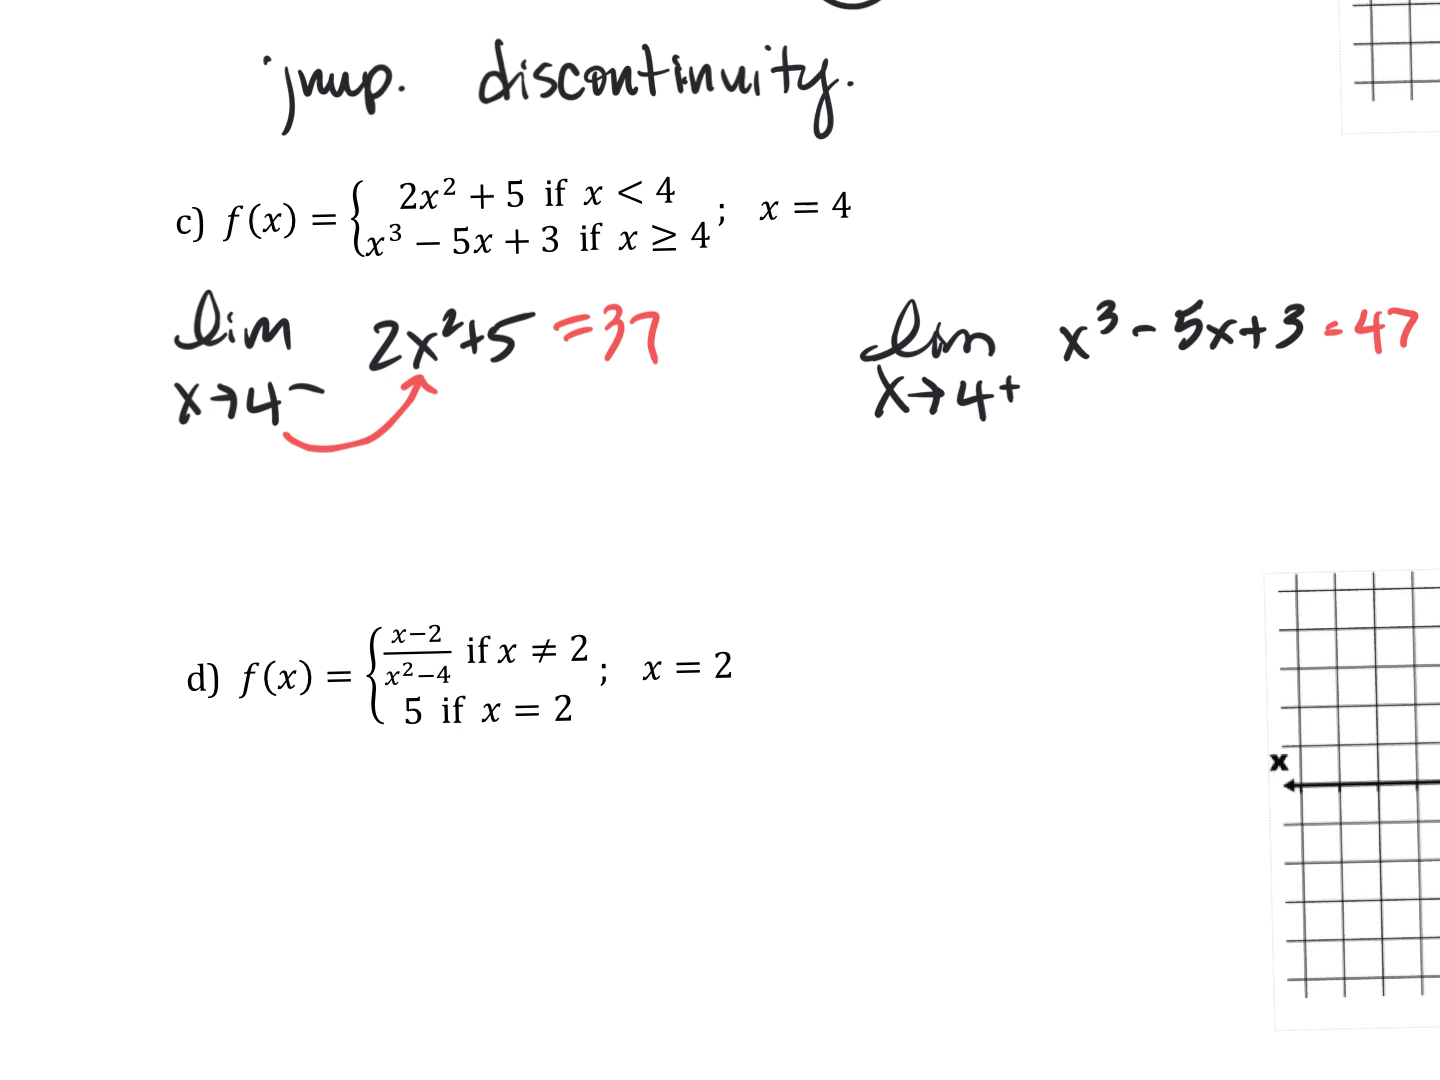 jmup. discontinuity.
c) f(x) = { 2x² + 5 if x < 4
x³ − 5x + 3 if x ≥ 4 ; x = 4
lim 2x²+5 =37 lim x³ - 5x+3 = 47
x→4⁻ x→4⁺
d) f(x) = { x−2 / x²−4 if x ≠ 2
5 if x = 2 ; x = 2
x